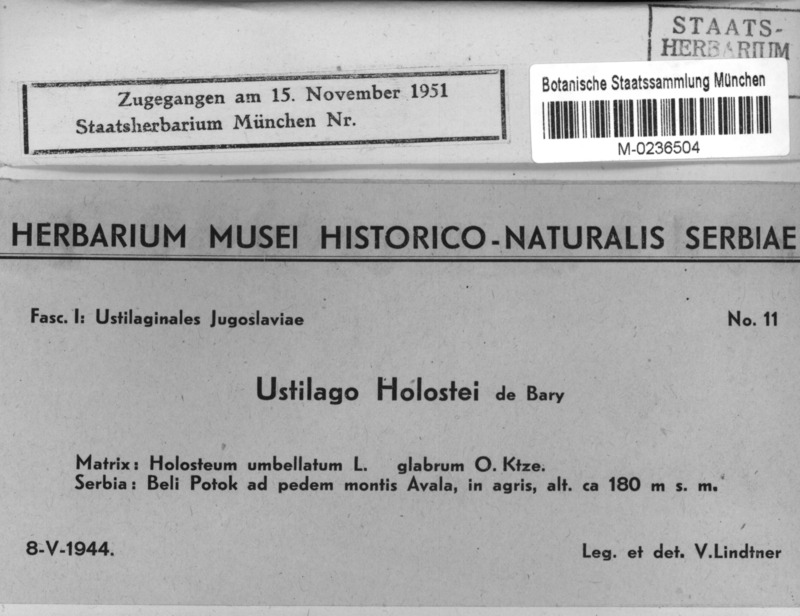 STAATS-
HERBARIUM
Zugegangen am 15. November 1951
Staatsherbarium München Nr.
Botanische Staatssammlung München
M-0236504
HERBARIUM MUSEI HISTORICO-NATURALIS SERBIAE
Fasc. I: Ustilaginales Jugoslaviae No. 11
Ustilago Holostei de Bary
Matrix: Holosteum umbellatum L. glabrum O. Ktze.
Serbia: Beli Potok ad pedem montis Avala, in agris, alt. ca 180 m s. m.
8-V-1944. Leg. et det. V.Lindtner